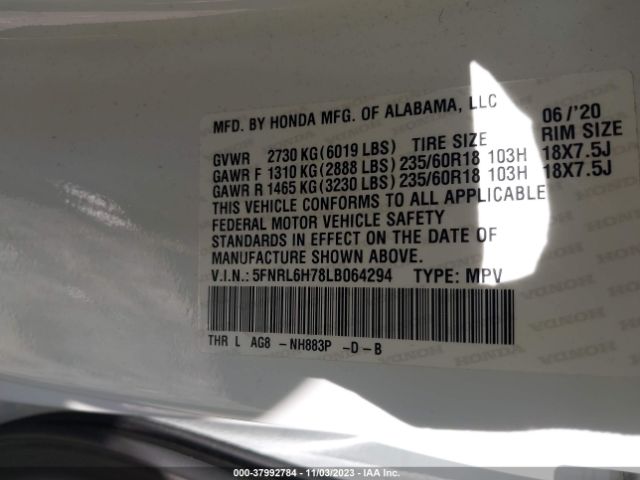 MFD. BY HONDA MFG. OF ALABAMA, LLC 06/'20
GVWR 2730 KG(6019 LBS) TIRE SIZE RIM SIZE
GAWR F 1310 KG(2888 LBS) 235/60R18 103H 18X7.5J
GAWR R 1465 KG(3230 LBS) 235/60R18 103H 18X7.5J
THIS VEHICLE CONFORMS TO ALL APPLICABLE
FEDERAL MOTOR VEHICLE SAFETY
STANDARDS IN EFFECT ON THE DATE OF
MANUFACTURE SHOWN ABOVE.
V.I.N.: 5FNRL6H78LB064294 TYPE: MPV
THR L AG8 -NH883P -D-B
000-37992784 - 11/03/2023 - IAAI.COM